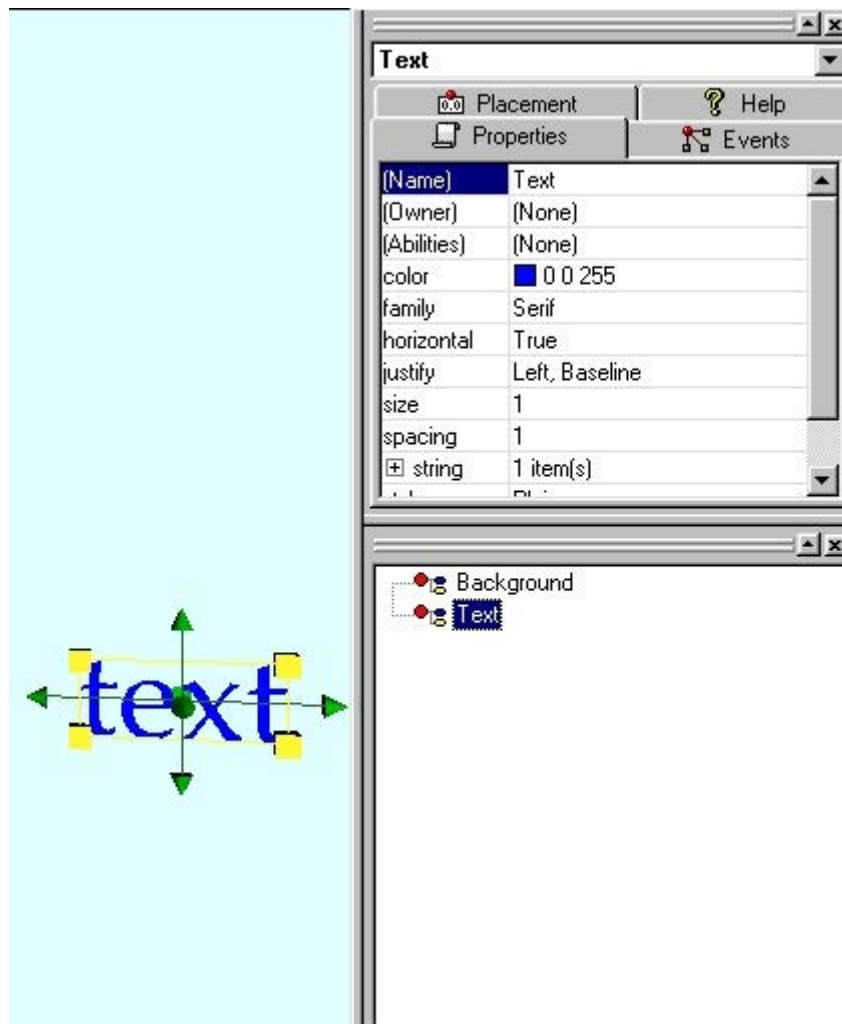 Text
Placement Help
Properties Events
(Name) Text
(Owner) (None)
(Abilities) (None)
color 0 0 255
family Serif
horizontal True
justify Left, Baseline
size 1
spacing 1
string 1 item(s)
Background
Text
text